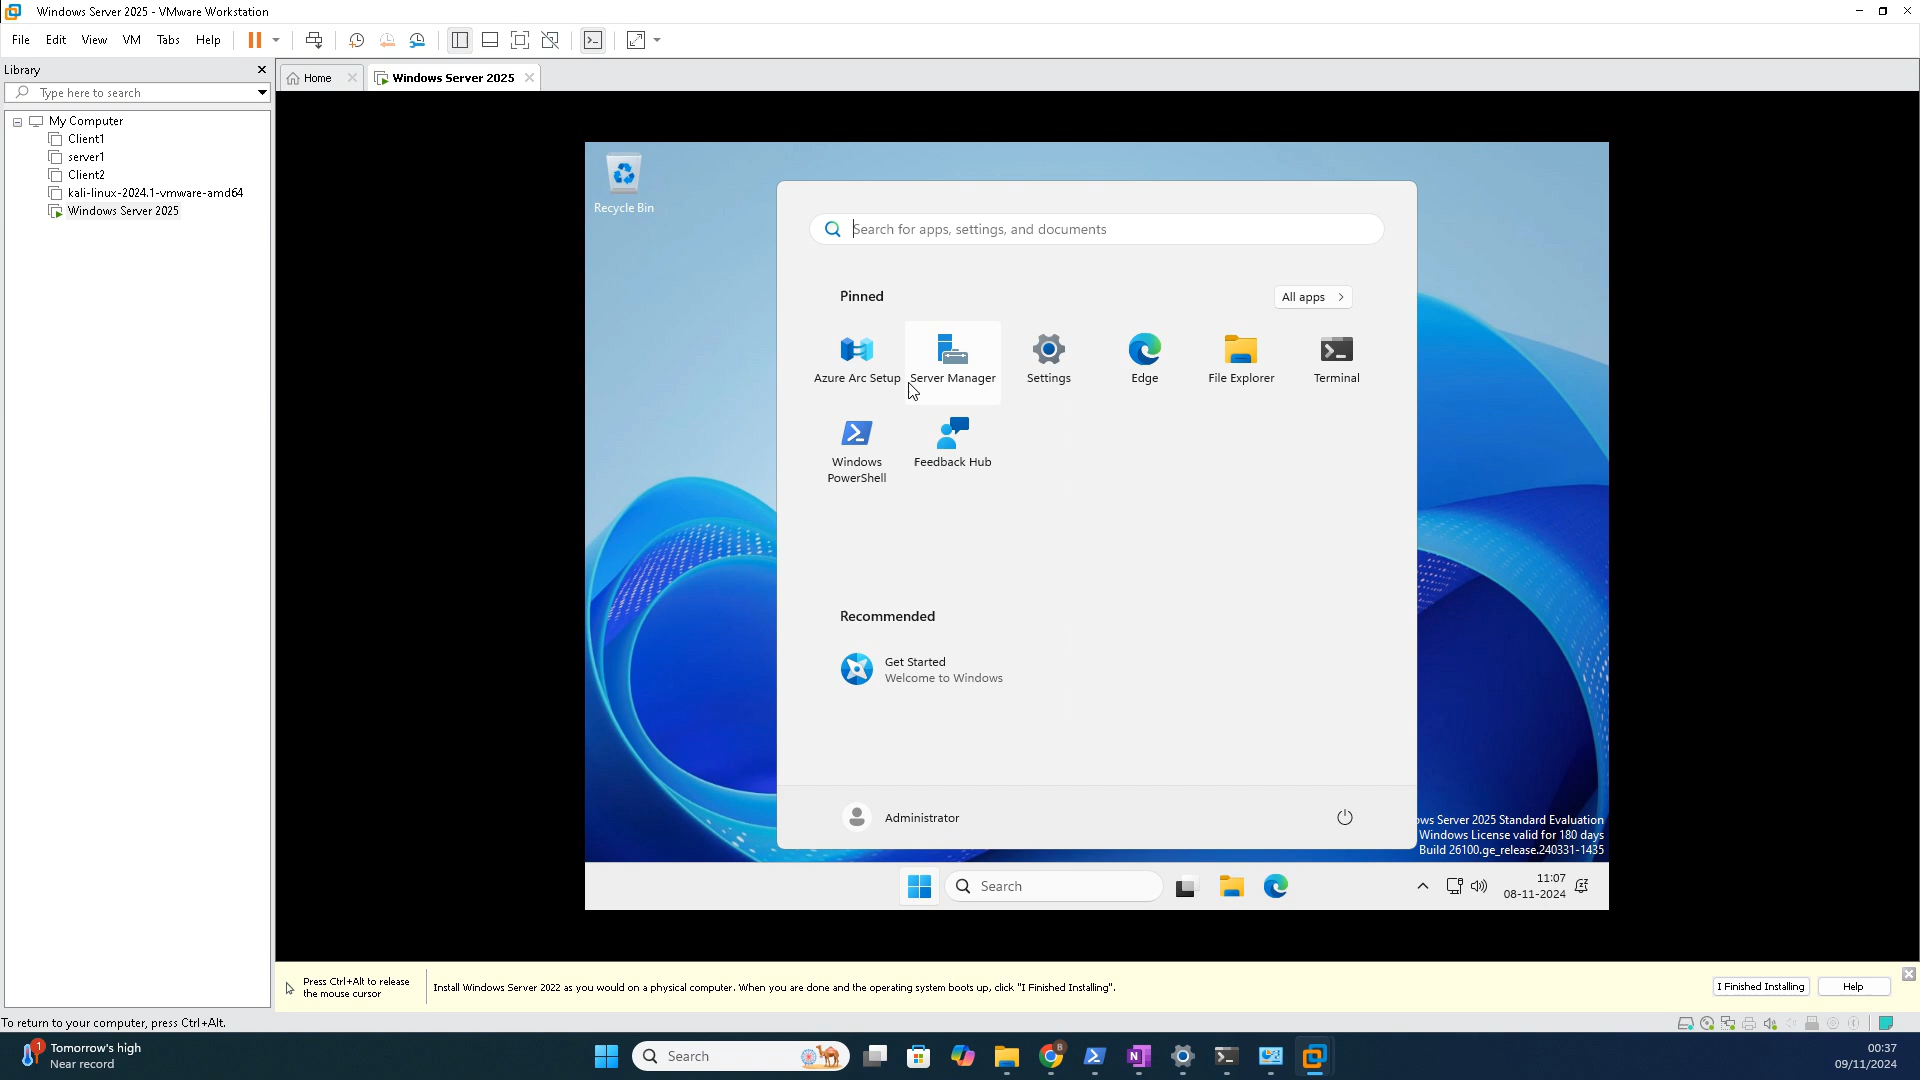 Windows Server 2025 - VMware Workstation
File Edit View VM Tabs Help
Library
Type here to search
My Computer
Client1
server1
Client2
kali-linux-2024.1-vmware-amd64
Windows Server 2025
Home
Windows Server 2025
Recycle Bin
Search for apps, settings, and documents
Pinned
All apps
Azure Arc Setup
Server Manager
Settings
Edge
File Explorer
Terminal
Windows
PowerShell
Feedback Hub
Recommended
Get Started
Welcome to Windows
Administrator
ows Server 2025 Standard Evaluation
Windows License valid for 180 days
Build 26100.ge_release.240331-1435
Search
11:07
08-11-2024
Press Ctrl+Alt to release
the mouse cursor
Install Windows Server 2022 as you would on a physical computer. When you are done and the operating system boots up, click "I Finished Installing".
I Finished Installing
Help
To return to your computer, press Ctrl+Alt.
1
Tomorrow's high
Near record
Search
B
00:37
09/11/2024